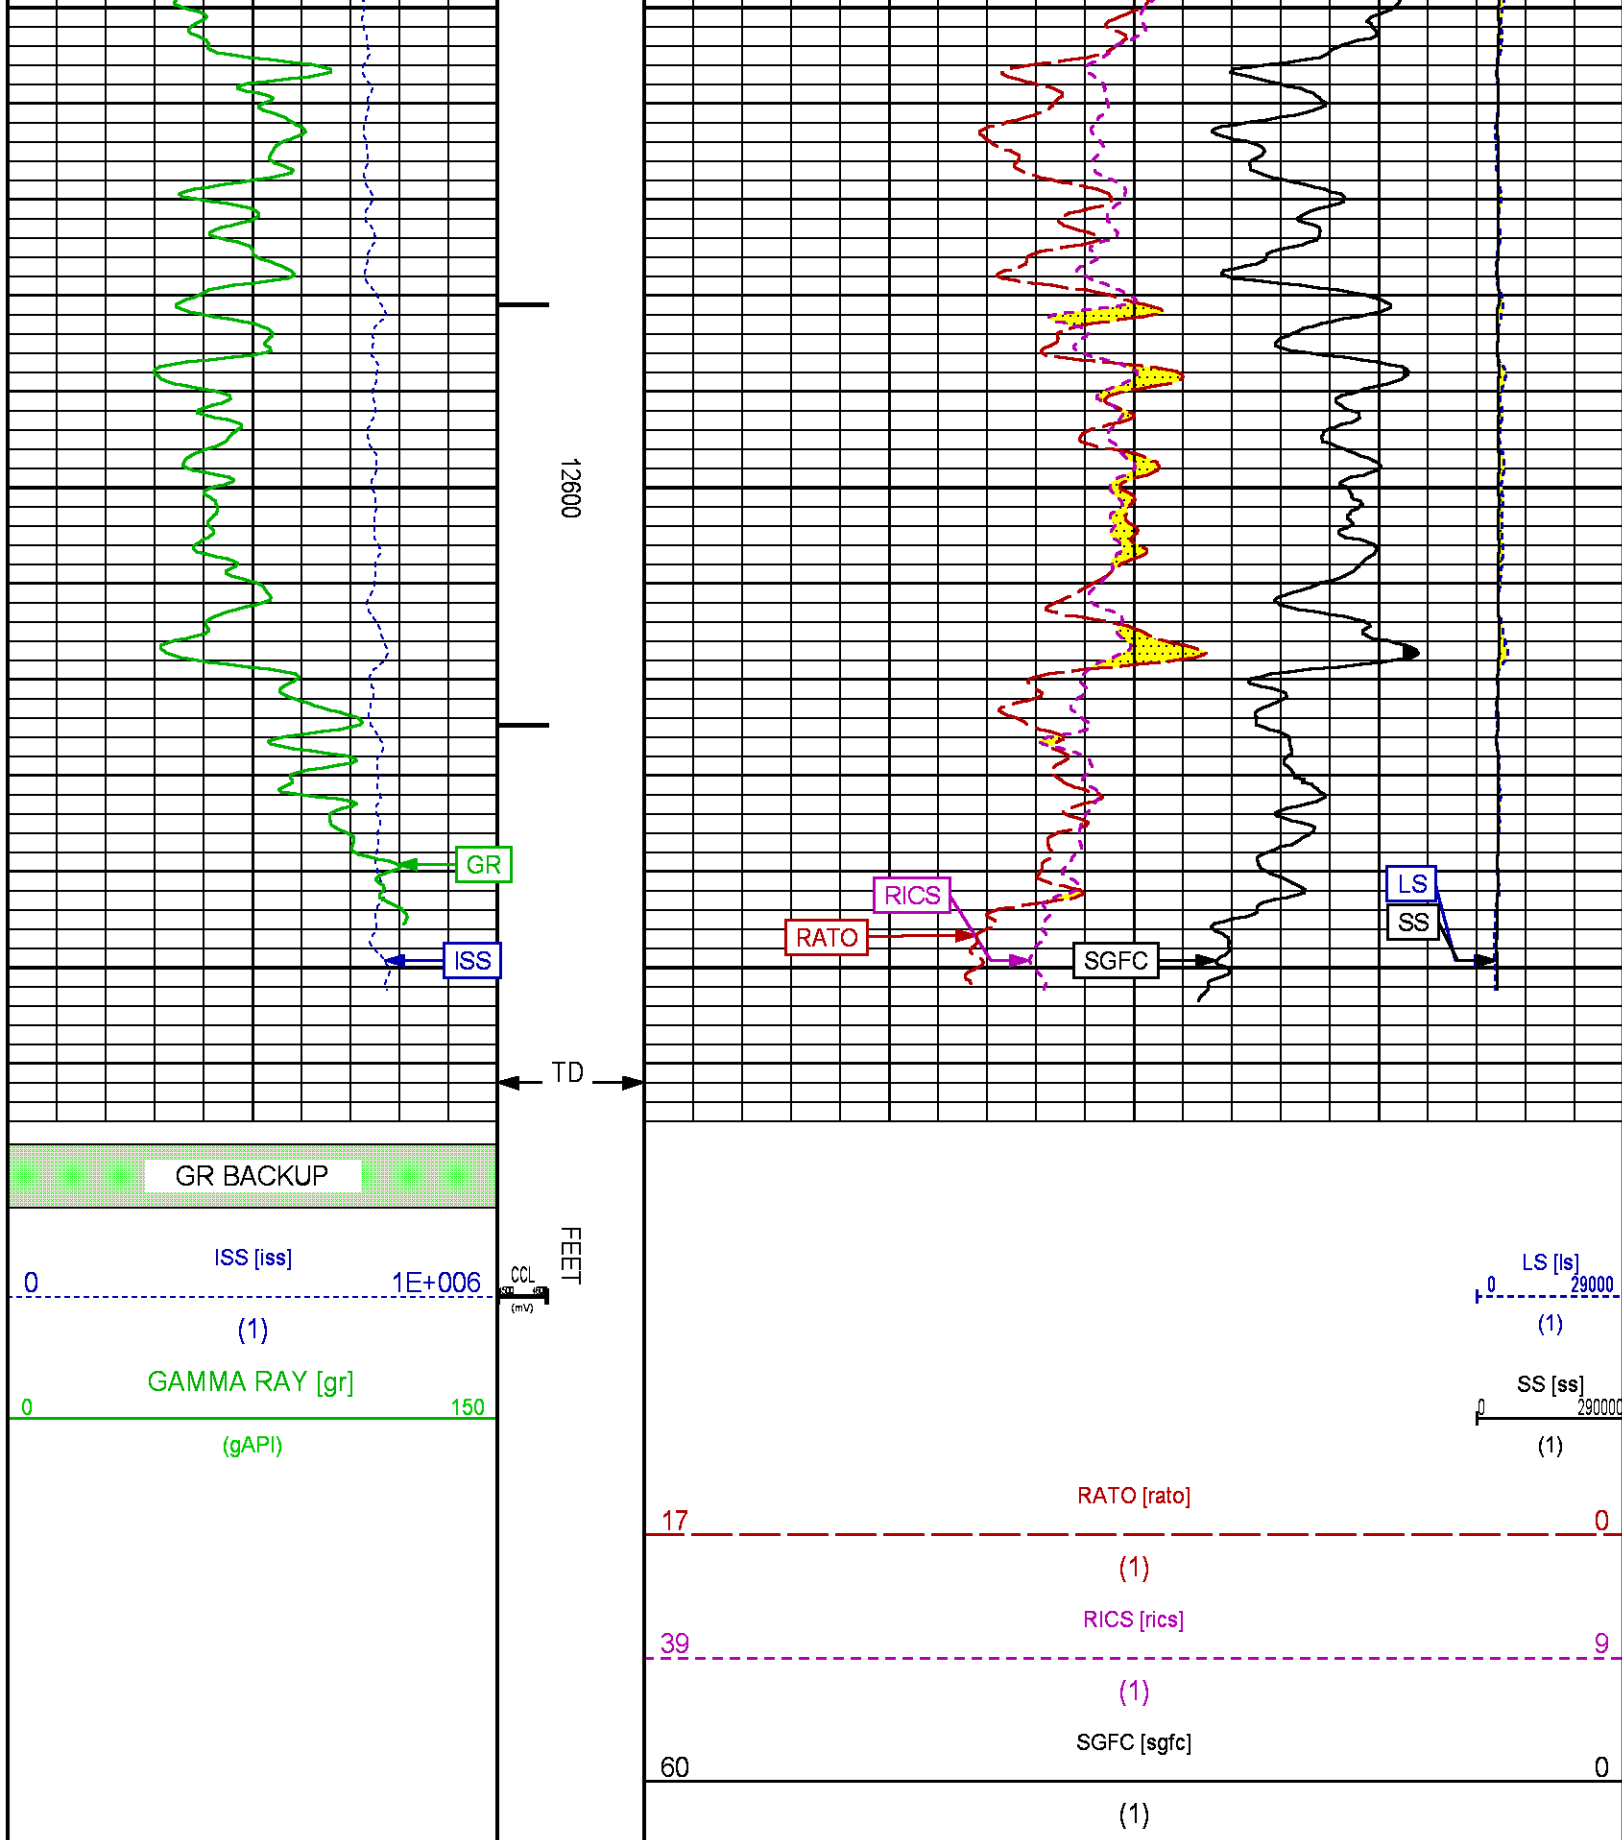 12600
GR
LS
RICS
SS
RATO
SGFC
ISS
TD
GR BACKUP
FEET
ISS [iss]
0 1E+006
(1)
CCL
(mV)
LS [ls]
0 29000
(1)
GAMMA RAY [gr]
0 150
(gAPI)
SS [ss]
0 290000
(1)
RATO [rato]
17 0
(1)
RICS [rics]
39 9
(1)
SGFC [sgfc]
60 0
(1)